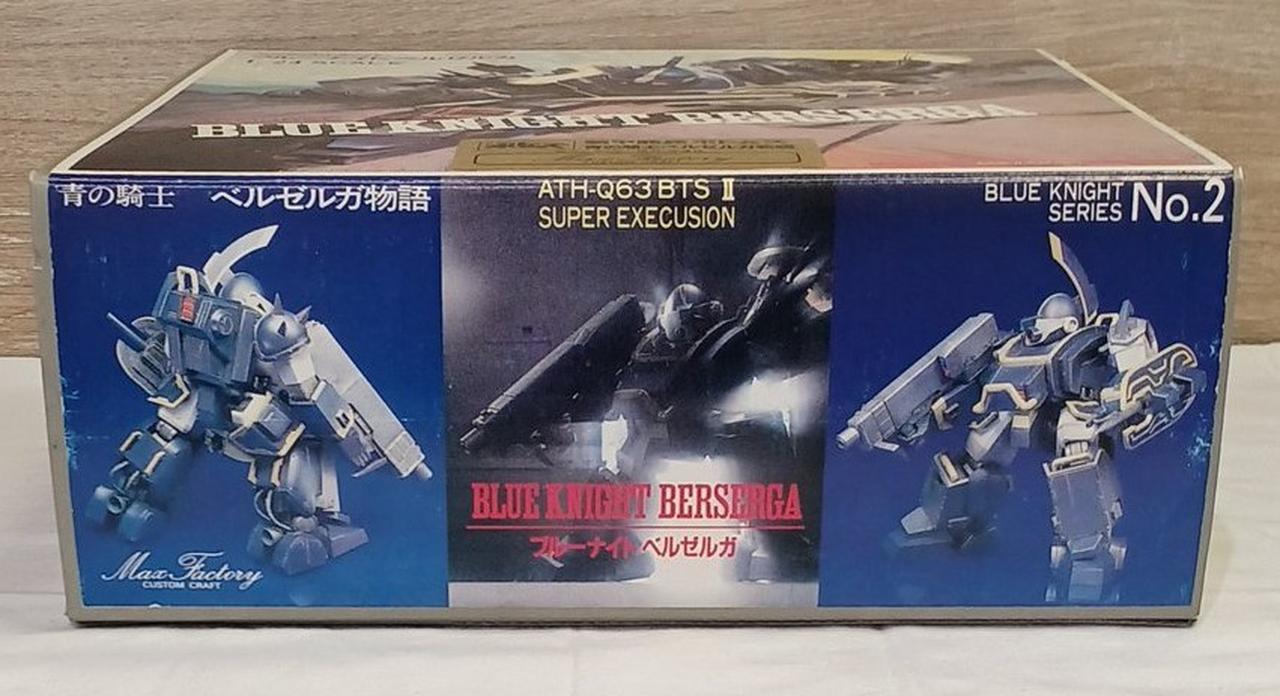 BLUE KNIGHT BERSERGA
青の騎士 ベルゼルガ物語
ATH-Q63 BTS II
SUPER EXECUSION
BLUE KNIGHT
SERIES No.2
BLUE KNIGHT BERSERGA
ブルーナイト ベルゼルガ
Max Factory
CUSTOM CRAFT